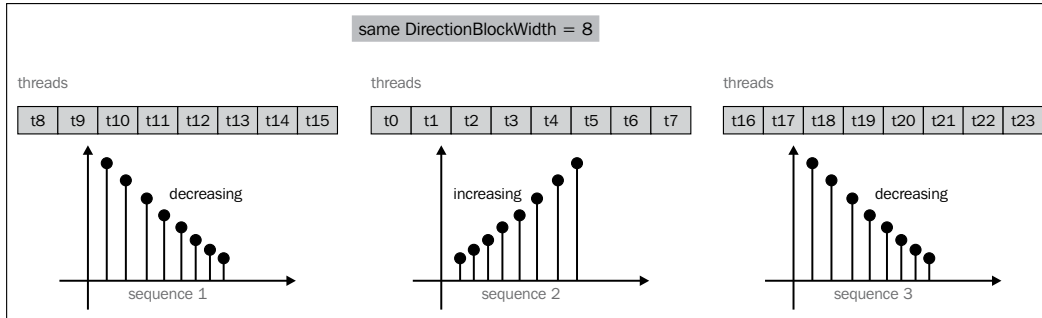 same DirectionBlockWidth = 8
threads threads threads
t8 t9 t10 t11 t12 t13 t14 t15 t0 t1 t2 t3 t4 t5 t6 t7 t16 t17 t18 t19 t20 t21 t22 t23
decreasing increasing decreasing
sequence 1 sequence 2 sequence 3